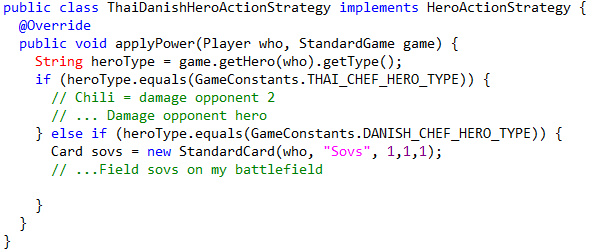 public class ThaiDanishHeroActionStrategy implements HeroActionStrategy {
@Override
public void applyPower(Player who, StandardGame game) {
String heroType = game.getHero(who).getType();
if (heroType.equals(GameConstants.THAI_CHEF_HERO_TYPE)) {
// Chili = damage opponent 2
// ... Damage opponent hero
} else if (heroType.equals(GameConstants.DANISH_CHEF_HERO_TYPE)) {
Card sovs = new StandardCard(who, "Sovs", 1,1,1);
// ...Field sovs on my battlefield
}
}
}